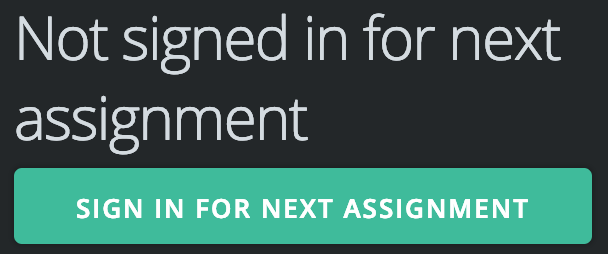 Not signed in for next
assignment
SIGN IN FOR NEXT ASSIGNMENT